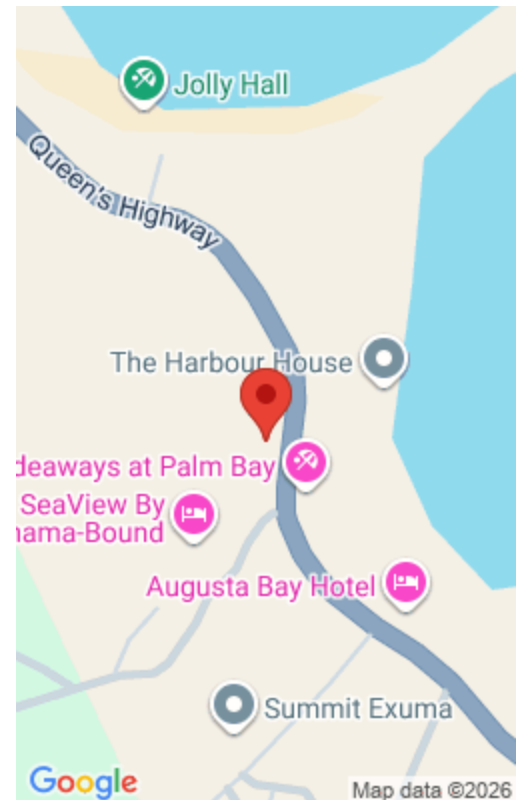 Jolly Hall
Queen's Highway
The Harbour House
deaways at Palm Bay
SeaView By
hama-Bound
Augusta Bay Hotel
Summit Exuma
Google
Map data ©2026